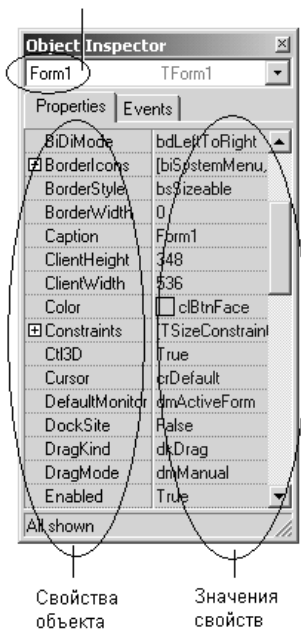 Object Inspector
Form1 TForm1
Properties Events
BiDiMode bdLeftToRight
BorderIcons [biSystemMenu,
BorderStyle bsSizeable
BorderWidth 0
Caption Form1
ClientHeight 348
ClientWidth 536
Color clBtnFace
Constraints [TSizeConstraint
Ctl3D True
Cursor crDefault
DefaultMonitor dmActiveForm
DockSite False
DragKind dkDrag
DragMode dmManual
Enabled True
All shown
Свойства Значения
объекта свойств